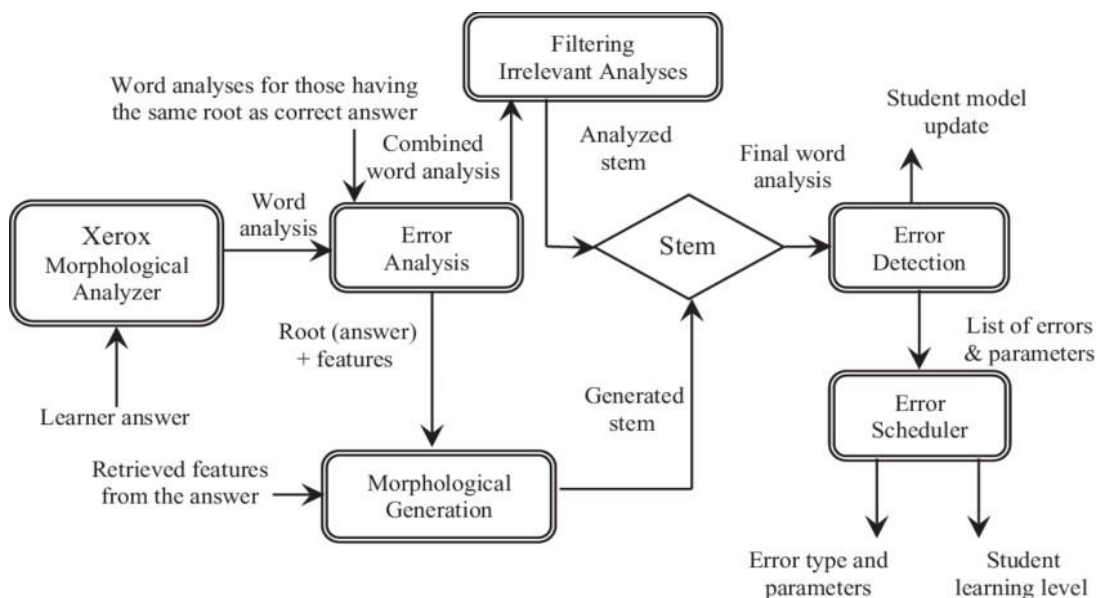 Filtering
Irrelevant Analyses
Word analyses for those having
the same root as correct answer
Combined
word analysis
Analyzed
stem
Student model
update
Final word
analysis
Word
analysis
Xerox
Morphological
Analyzer
Error
Analysis
Stem
Error
Detection
Root (answer)
+ features
List of errors
& parameters
Learner answer
Generated
stem
Error
Scheduler
Retrieved features
from the answer
Morphological
Generation
Error type and
parameters
Student
learning level